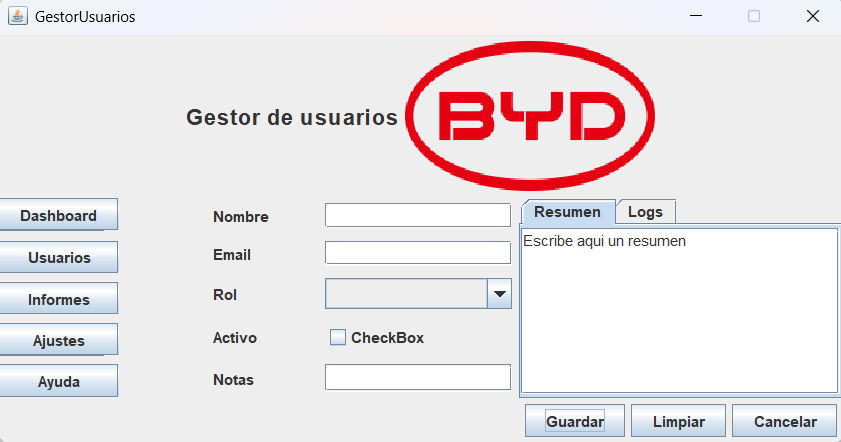 GestorUsuarios
Gestor de usuarios BYD
Dashboard
Usuarios
Informes
Ajustes
Ayuda
Nombre
Email
Rol
Activo CheckBox
Notas
Resumen Logs
Escribe aqui un resumen
Guardar Limpiar Cancelar